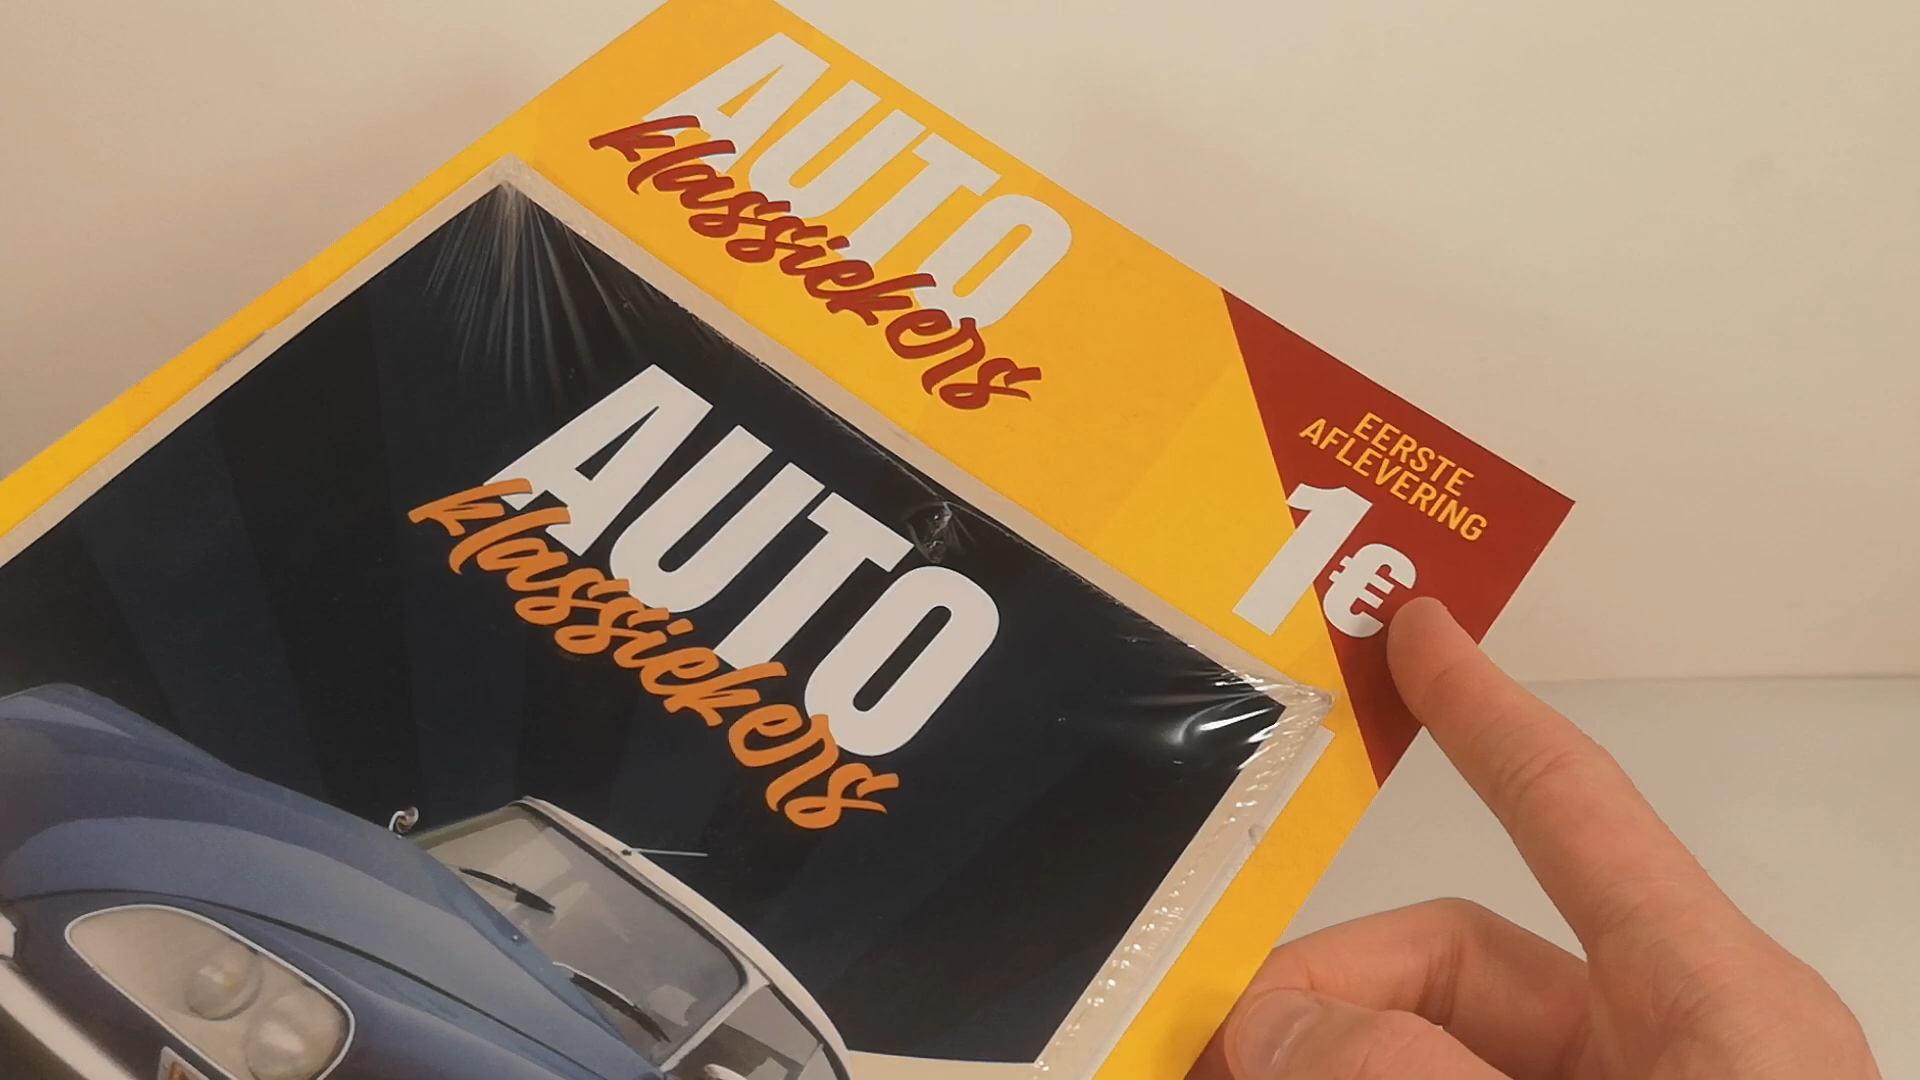 AUTO
klassiekers
EERSTE
AFLEVERING
1€
AUTO
klassiekers